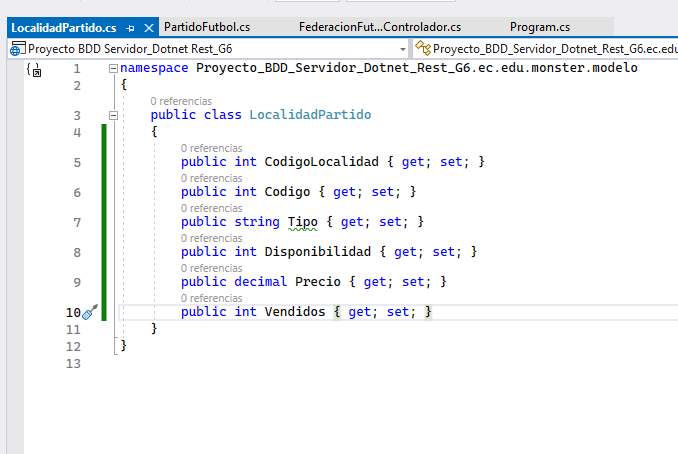 LocalidadPartido.cs PartidoFutbol.cs FederacionFut...Controlador.cs Program.cs
Proyecto BDD Servidor_Dotnet Rest_G6 Proyecto_BDD_Servidor_Dotnet_Rest_G6.ec.edu
1 namespace Proyecto_BDD_Servidor_Dotnet_Rest_G6.ec.edu.monster.modelo
2 {
0 referencias
3 public class LocalidadPartido
4 {
0 referencias
5 public int CodigoLocalidad { get; set; }
0 referencias
6 public int Codigo { get; set; }
0 referencias
7 public string Tipo { get; set; }
0 referencias
8 public int Disponibilidad { get; set; }
0 referencias
9 public decimal Precio { get; set; }
0 referencias
10 public int Vendidos { get; set; }
11 }
12 }
13